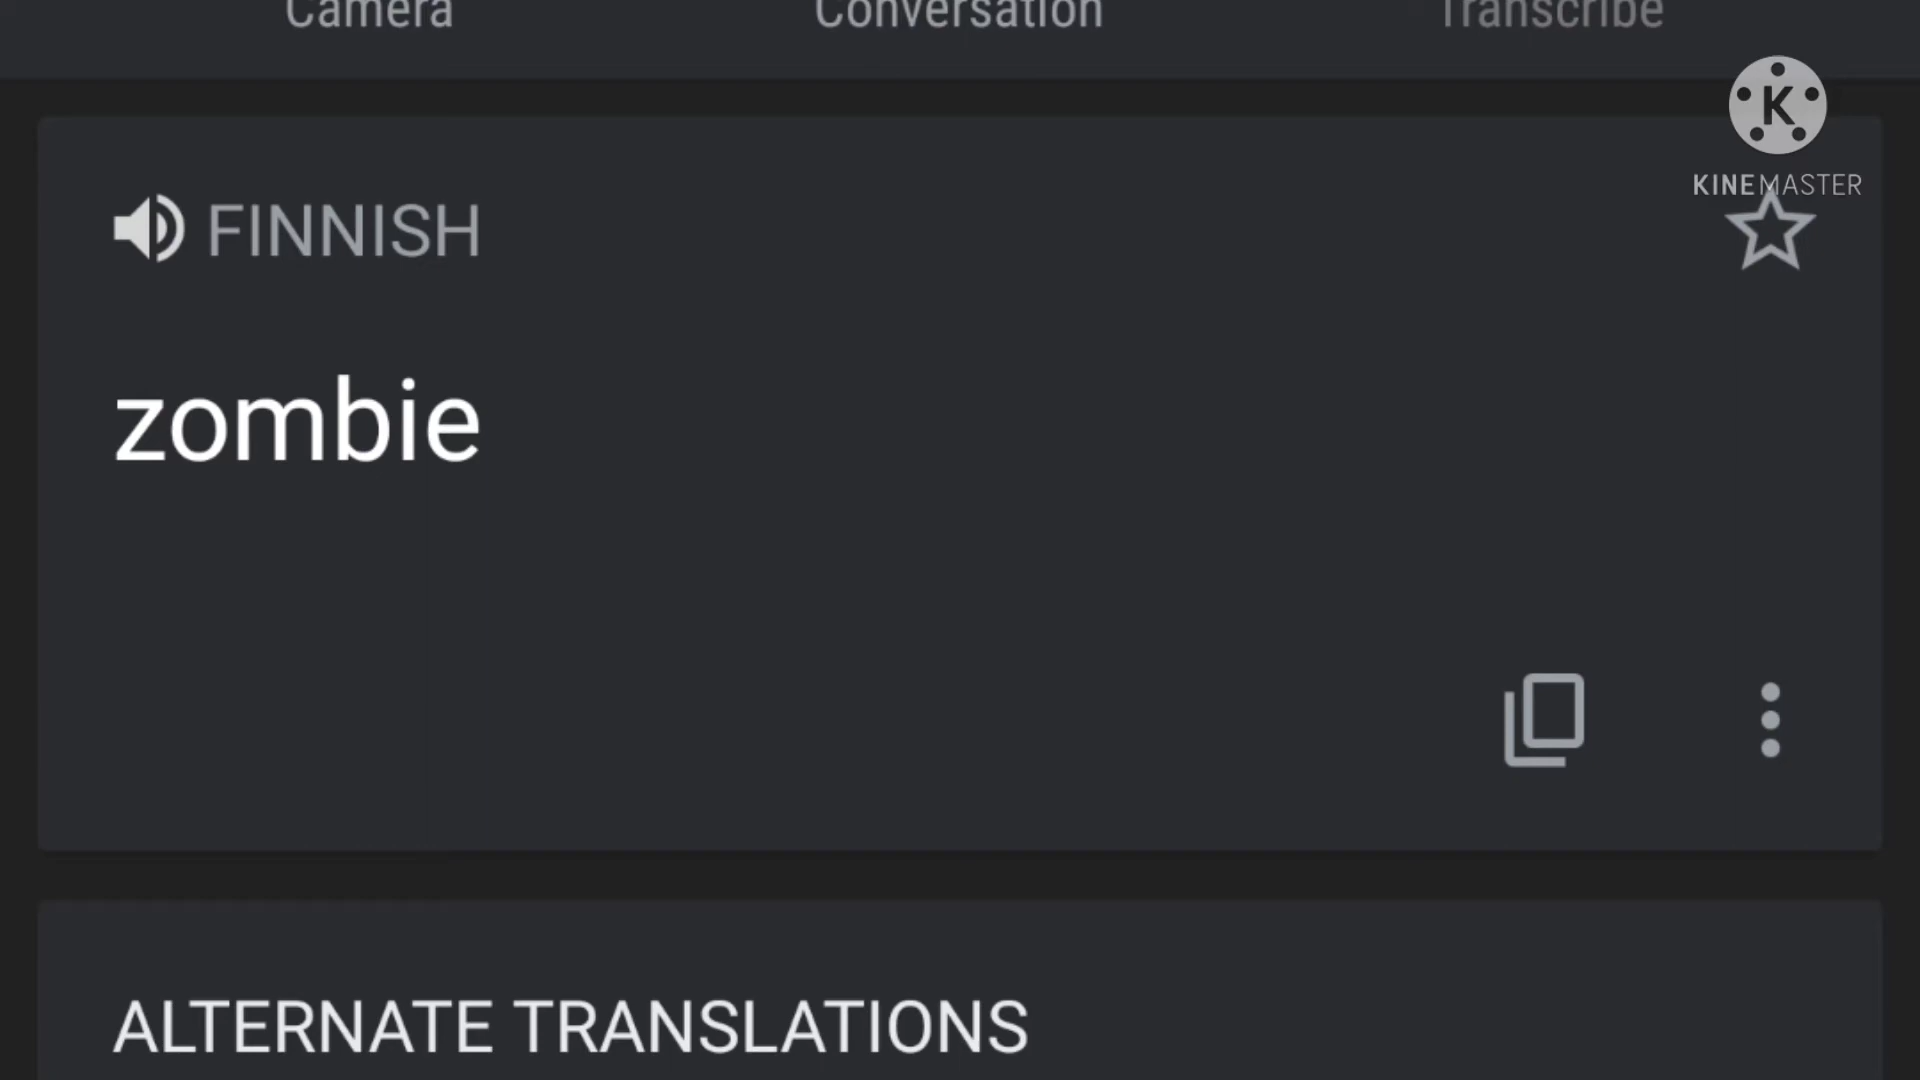 Camera
Conversation
Transcribe
K
KINEMASTER
FINNISH
zombie
ALTERNATE TRANSLATIONS